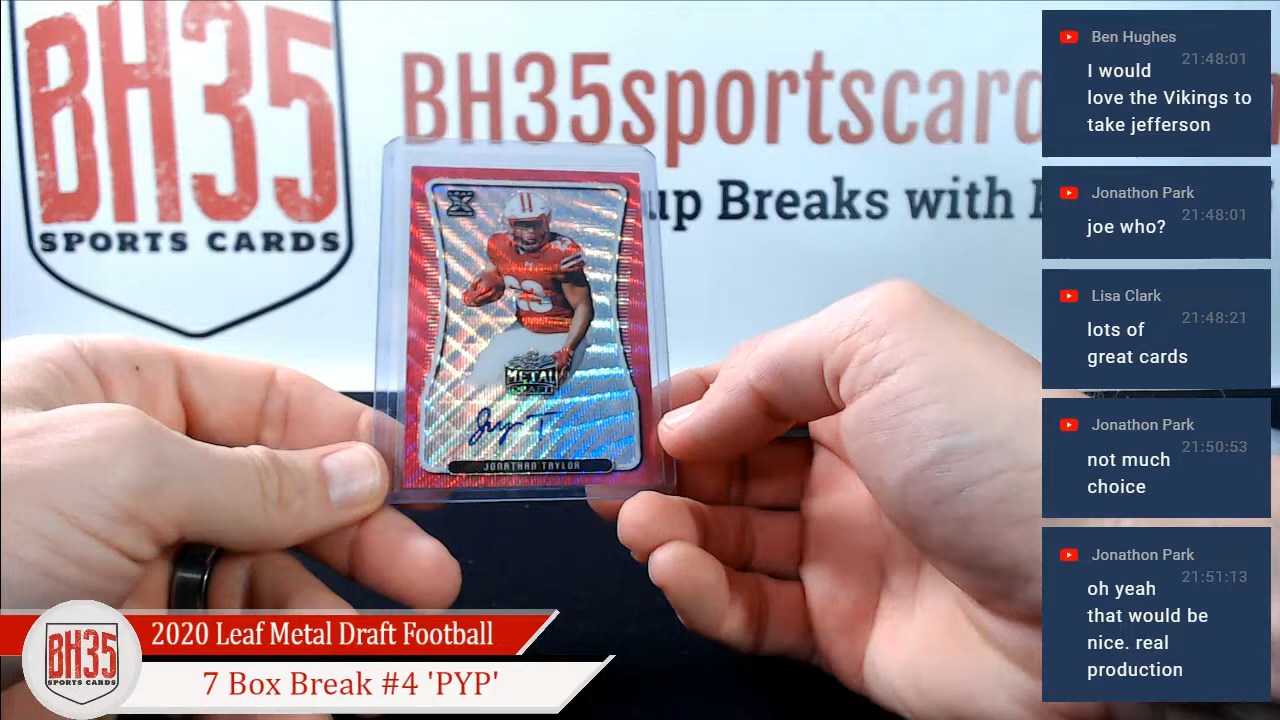 BH35
SPORTS CARDS
BH35sportscard
up Breaks with
METAL
DRAFT
JONATHAN TAYLOR
Ben Hughes
21:48:01
I would
love the Vikings to
take jefferson
Jonathon Park
21:48:01
joe who?
Lisa Clark
21:48:21
lots of
great cards
Jonathon Park
21:50:53
not much
choice
Jonathon Park
21:51:13
oh yeah
that would be
nice. real
production
BH35
SPORTS CARDS
2020 Leaf Metal Draft Football
7 Box Break #4 'PYP'